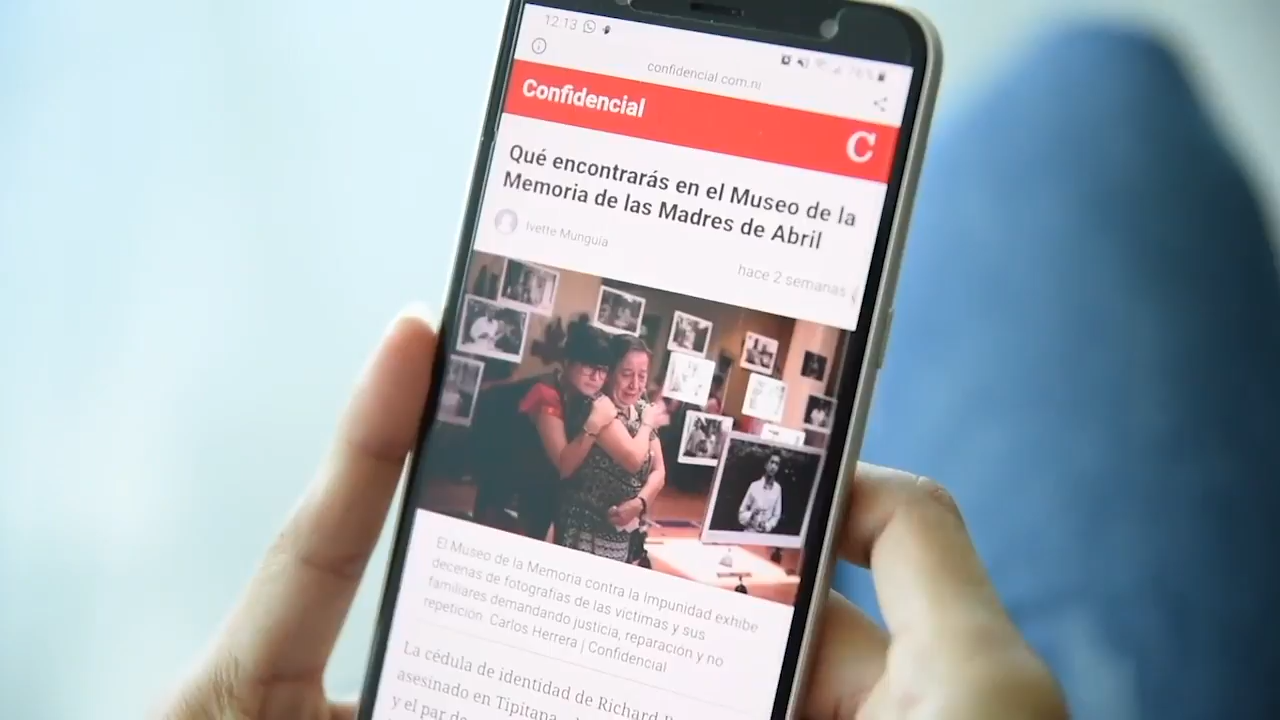 12:13
confidencial.com.ni
Confidencial
C
Qué encontrarás en el Museo de la
Memoria de las Madres de Abril
Ivette Munguía
hace 2 semanas
El Museo de la Memoria contra la Impunidad exhibe
decenas de fotografías de las víctimas y sus
familiares demandando justicia, reparación y no
repetición. Carlos Herrera | Confidencial
La cédula de identidad de Richard
asesinado en Tipitapa
y el par de